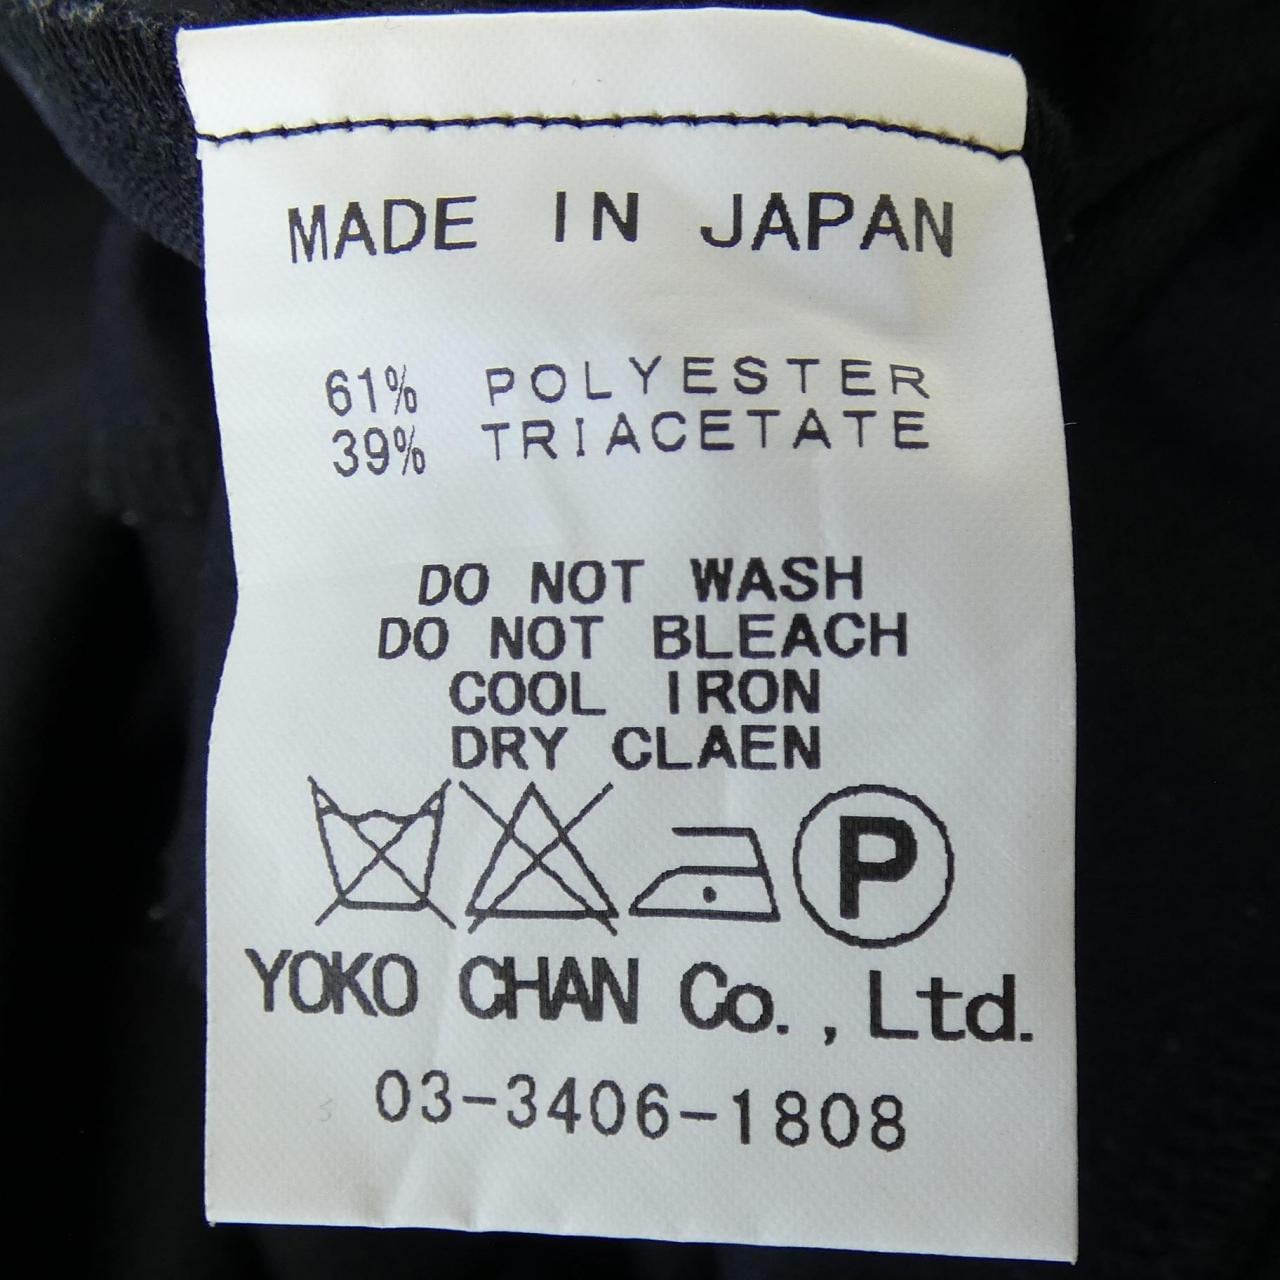 MADE IN JAPAN
61% POLYESTER
39% TRIACETATE
DO NOT WASH
DO NOT BLEACH
COOL IRON
DRY CLAEN
P
YOKO CHAN Co.,Ltd.
03-3406-1808